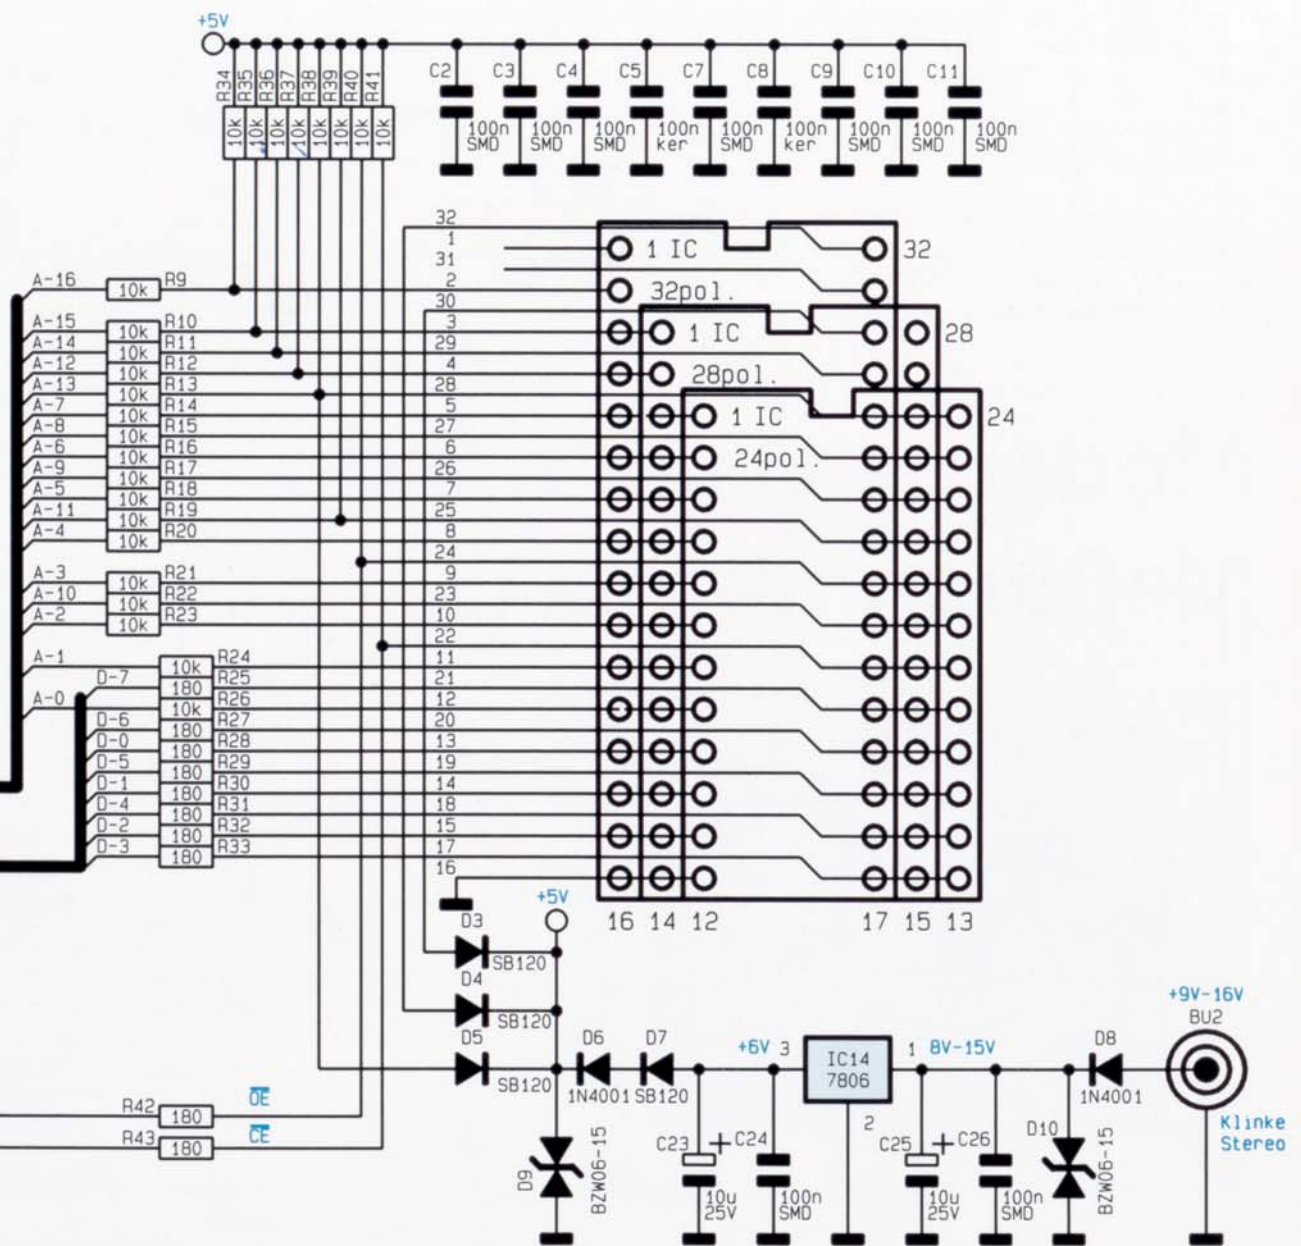 +5V
R34
R35
R36
R37
R38
R39
R40
R41
10k
10k
10k
10k
10k
10k
10k
10k
C2
C3
C4
C5
C7
C8
C9
C10
C11
100n
SMD
100n
SMD
100n
SMD
100n
ker
100n
SMD
100n
ker
100n
SMD
100n
SMD
100n
SMD
32
1
31
2
30
3
29
4
28
5
27
6
26
7
25
8
24
9
23
10
22
11
21
12
20
13
19
14
18
15
17
16
A-16 10k R9
A-15 10k R10
A-14 10k R11
A-12 10k R12
A-13 10k R13
A-7 10k R14
A-8 10k R15
A-6 10k R16
A-9 10k R17
A-5 10k R18
A-11 10k R19
A-4 10k R20
A-3 10k R21
A-10 10k R22
A-2 10k R23
A-1 10k R24
D-7 180 R25
A-0 10k R26
D-6 180 R27
D-0 180 R28
D-5 180 R29
D-1 180 R30
D-4 180 R31
D-2 180 R32
D-3 180 R33
1 IC
32pol.
32
1 IC
28pol.
28
1 IC
24pol.
24
16 14 12 17 15 13
+5V
D3
SB120
D4
SB120
D5
SB120
D6
1N4001
D7
SB120
+6V
3
IC14
7806
1
2
8V-15V
D8
1N4001
+9V-16V
BU2
Klinke
Stereo
R42 180 O̅E̅
R43 180 C̅E̅
D9
BZW06-15
C23
+
10u
25V
C24
100n
SMD
C25
+
10u
25V
C26
100n
SMD
D10
BZW06-15